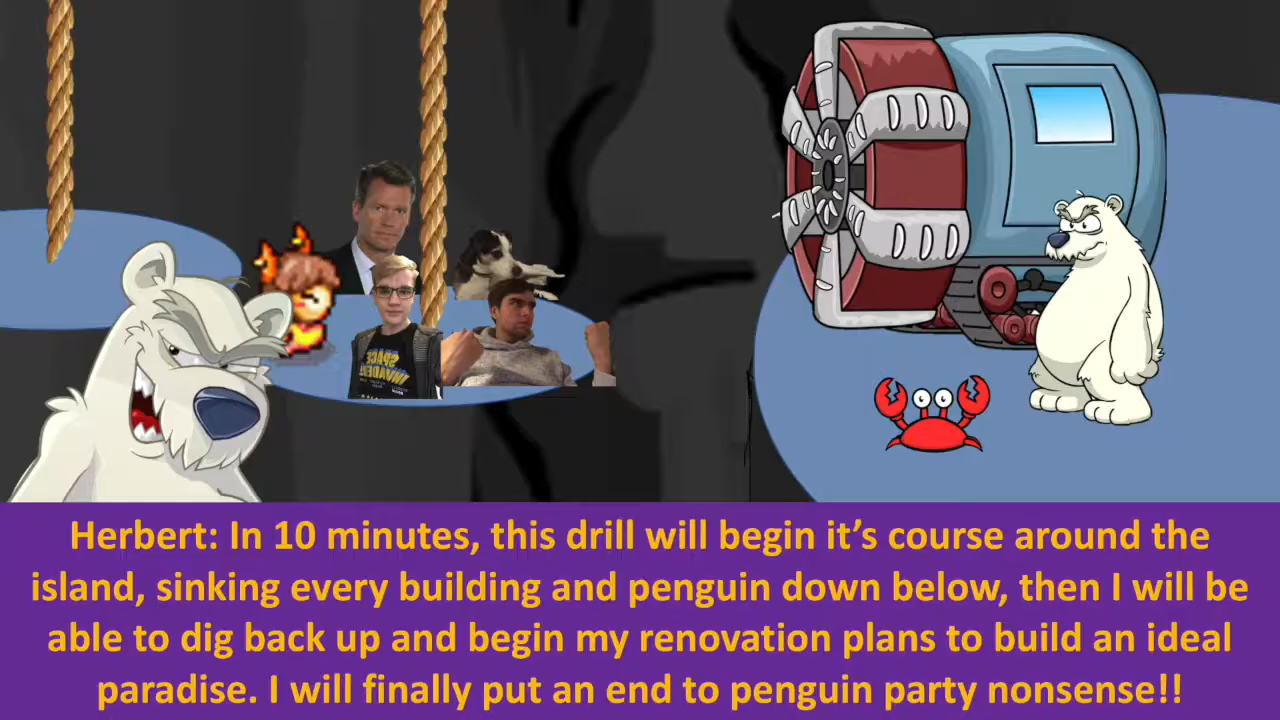 SPACE
INVADERS
Herbert: In 10 minutes, this drill will begin it’s course around the
island, sinking every building and penguin down below, then I will be
able to dig back up and begin my renovation plans to build an ideal
paradise. I will finally put an end to penguin party nonsense!!